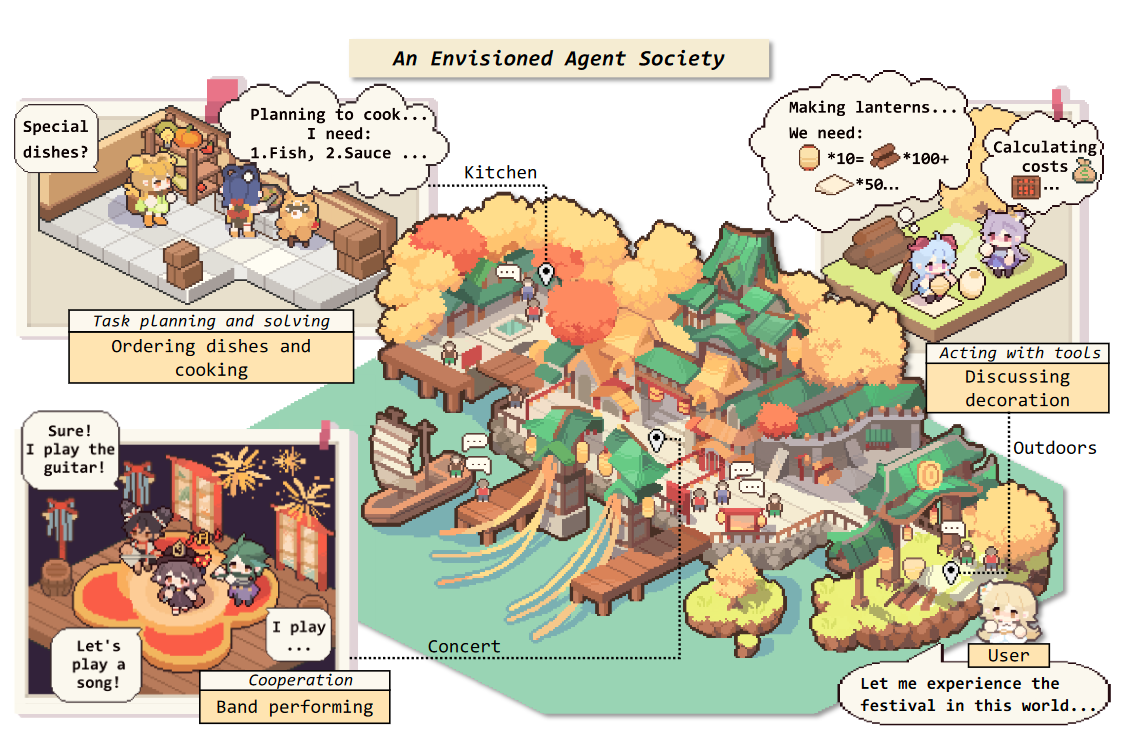 An Envisioned Agent Society
Special
dishes?
Planning to cook...
I need:
1.Fish, 2.Sauce ...
Kitchen
Making lanterns...
We need:
*10= *100+
*50...
Calculating
costs
...
Task planning and solving
Ordering dishes and
cooking
Acting with tools
Discussing
decoration
Outdoors
Sure!
I play the
guitar!
Let's
play a
song!
I play
...
Concert
Cooperation
Band performing
User
Let me experience the
festival in this world...